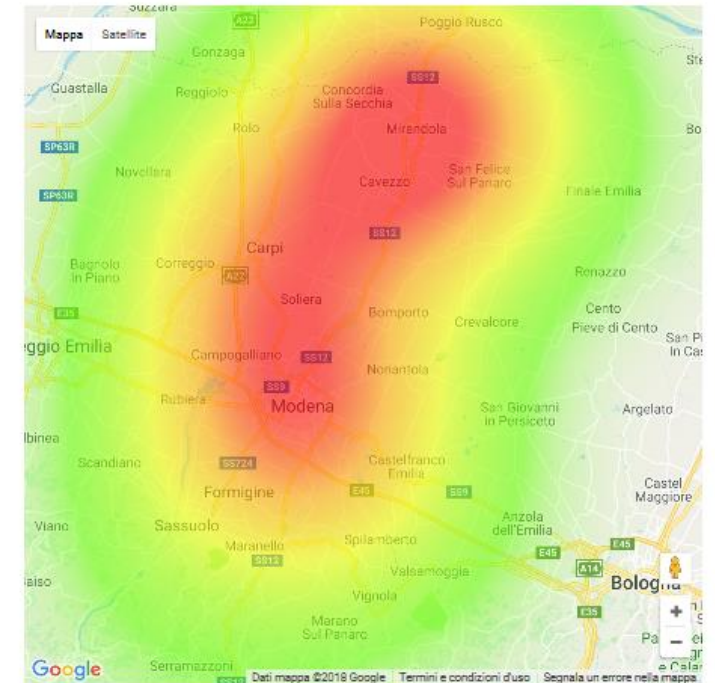 Suzzara
A22
Poggio Rusco
Mappa Satellite
Gonzaga
SS12
Guastalla
Reggiolo
Concordia
Sulla Secchia
Rolo
Mirandola
SP63R
Novellara
San Felice
Sul Panaro
Cavezzo
Finale Emilia
SP63R
SS12
Carpi
Bagnolo
In Piano
Correggio
A22
Renazzo
Soliera
E35
Bomporto
Cento
Crevalcore
Pieve di Cento
ggio Emilia
Campogalliano
SS12
Nonantola
SS9
Rubiera
Modena
San Giovanni
in Persiceto
Argelato
lbinea
Scandiano
SS724
Castelfranco
Emilia
Castel
Maggiore
Formigine
E45
SS9
Viano
Sassuolo
Anzola
dell'Emilia
Maranello
Spilamberto
E45
E45
SS12
Valsamoggia
A14
Bologna
aiso
Vignola
E35
Marano
Sul Panaro
Serramazzoni
Google
Dati mappa ©2018 Google Termini e condizioni d'uso Segnala un errore nella mappa